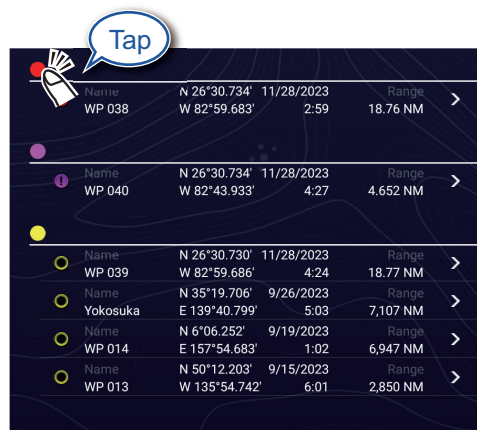 Tap
Name N 26°30.734' 11/28/2023 Range
WP 038 W 82°59.683' 2:59 18.76 NM
Name N 26°30.734' 11/28/2023 Range
WP 040 W 82°43.933' 4:27 4.652 NM
Name N 26°30.730' 11/28/2023 Range
WP 039 W 82°59.686' 4:24 18.77 NM
Name N 35°19.706' 9/26/2023 Range
Yokosuka E 139°40.799' 5:03 7,107 NM
Name N 6°06.252' 9/19/2023 Range
WP 014 E 157°54.683' 1:02 6,947 NM
Name N 50°12.203' 9/15/2023 Range
WP 013 W 135°54.742' 6:01 2,850 NM